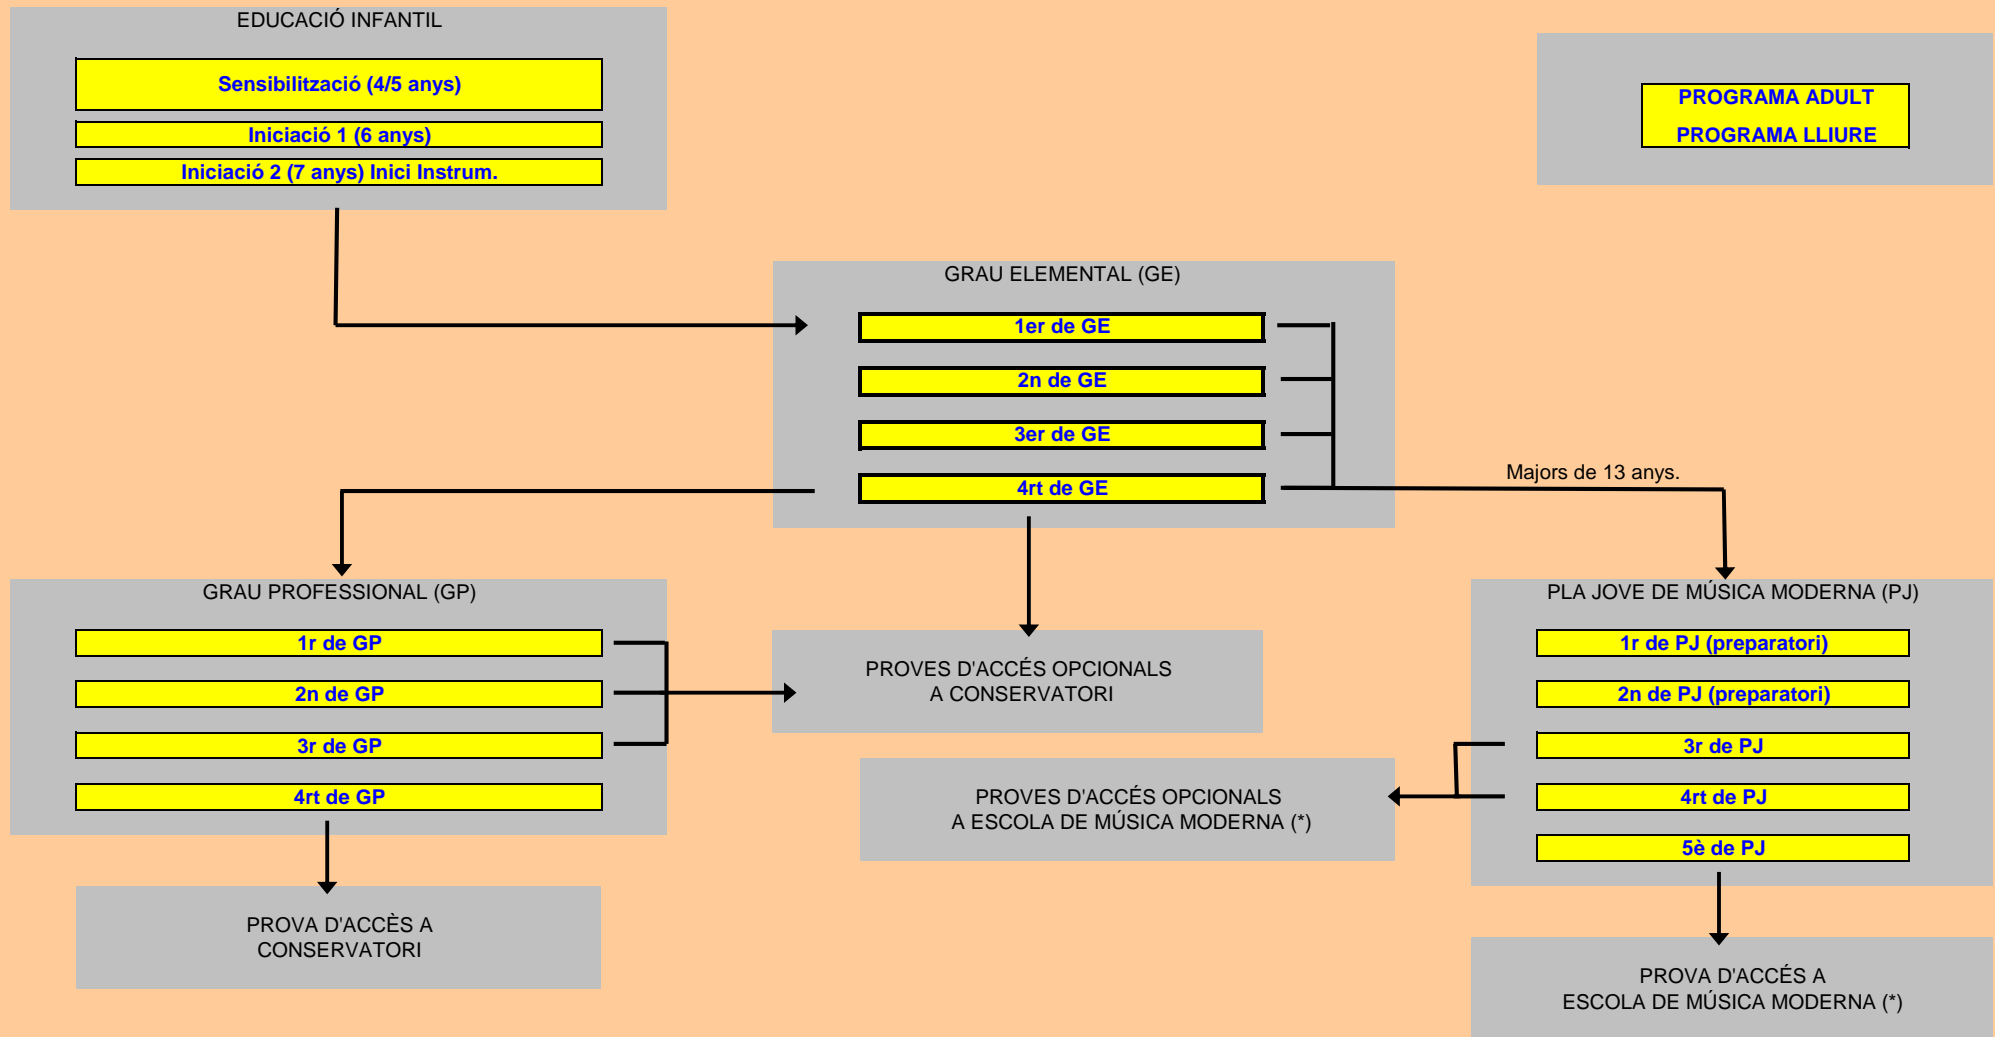 EDUCACIÓ INFANTIL
Sensibilització (4/5 anys)
Iniciació 1 (6 anys)
Iniciació 2 (7 anys) Inici Instrum.
PROGRAMA ADULT
PROGRAMA LLIURE
GRAU ELEMENTAL (GE)
1er de GE
2n de GE
3er de GE
4rt de GE
Majors de 13 anys.
GRAU PROFESSIONAL (GP)
1r de GP
2n de GP
3r de GP
4rt de GP
PROVES D'ACCÉS OPCIONALS
A CONSERVATORI
PLA JOVE DE MÚSICA MODERNA (PJ)
1r de PJ (preparatori)
2n de PJ (preparatori)
3r de PJ
4rt de PJ
5è de PJ
PROVES D'ACCÉS OPCIONALS
A ESCOLA DE MÚSICA MODERNA (*)
PROVA D'ACCÈS A
CONSERVATORI
PROVA D'ACCÉS A
ESCOLA DE MÚSICA MODERNA (*)